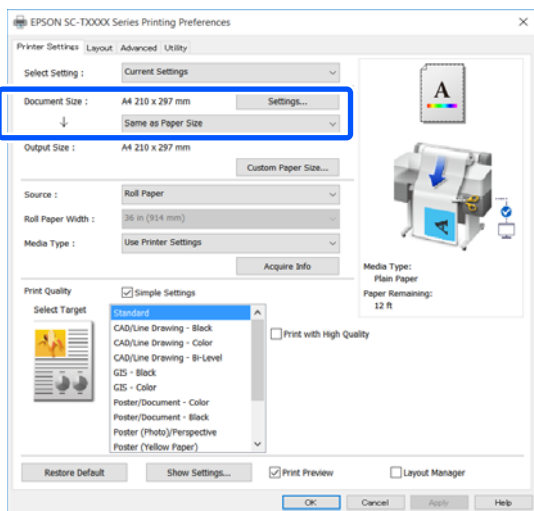 EPSON SC-TXXXX Series Printing Preferences
Printer Settings Layout Advanced Utility
Select Setting : Current Settings
Document Size : A4 210 x 297 mm Settings...
↓ Same as Paper Size
Output Size : A4 210 x 297 mm
Custom Paper Size...
Source : Roll Paper
Roll Paper Width : 36 in (914 mm)
Media Type : Use Printer Settings
Acquire Info
A
A
Media Type:
Plain Paper
Paper Remaining:
12 ft
Print Quality Simple Settings
Select Target
Standard
CAD/Line Drawing - Black
CAD/Line Drawing - Color
CAD/Line Drawing - Bi-Level
GIS - Black
GIS - Color
Poster/Document - Color
Poster/Document - Black
Poster (Photo)/Perspective
Poster (Yellow Paper)
Print with High Quality
Restore Default Show Settings... Print Preview Layout Manager
OK Cancel Apply Help